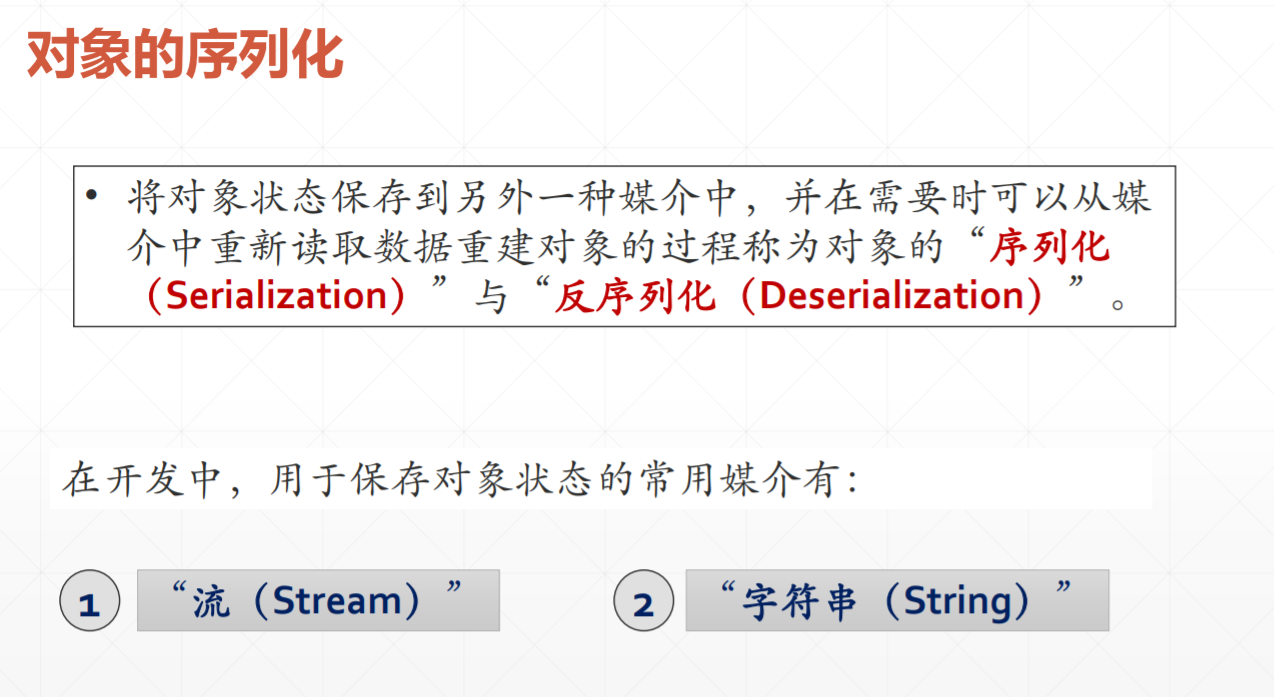 对象的序列化
• 将对象状态保存到另外一种媒介中，并在需要时可以从媒
介中重新读取数据重建对象的过程称为对象的“序列化
（Serialization）”与“反序列化（Deserialization）”。
在开发中，用于保存对象状态的常用媒介有：
1 “流（Stream）” 2 “字符串（String）”